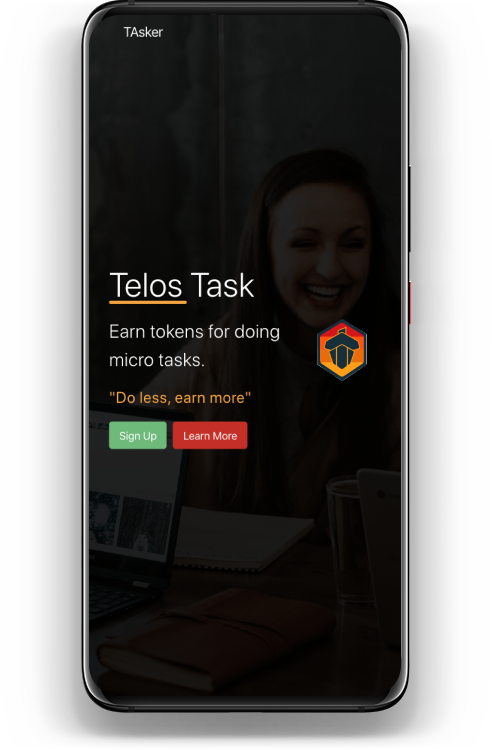 TAsker
Telos Task
Earn tokens for doing
micro tasks.
"Do less, earn more"
Sign Up
Learn More